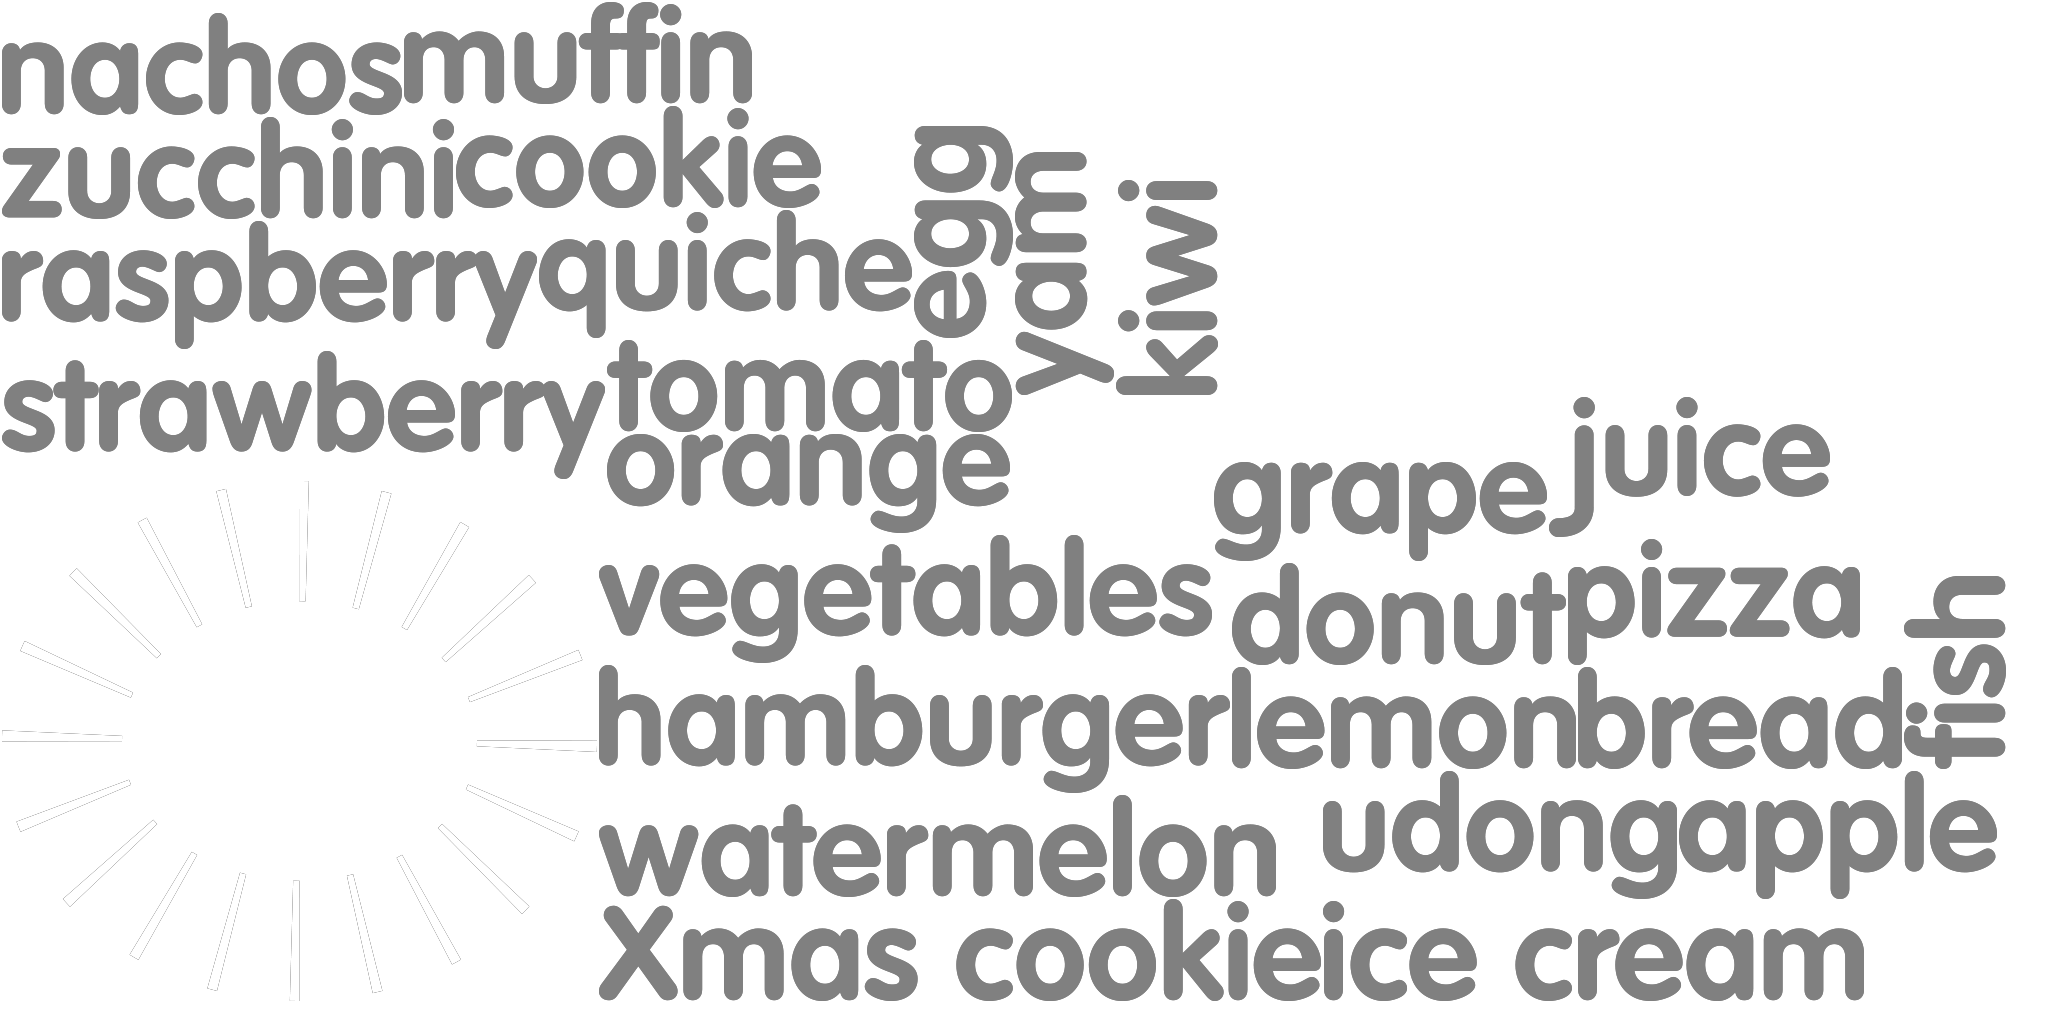 nachos
muffin
zucchini
cookie
raspberry
quiche
egg
yam
kiwi
strawberry
tomato
orange
grape
juice
vegetables
donut
pizza
fish
hamburger
lemon
bread
watermelon
udong
apple
Xmas cookie
ice cream